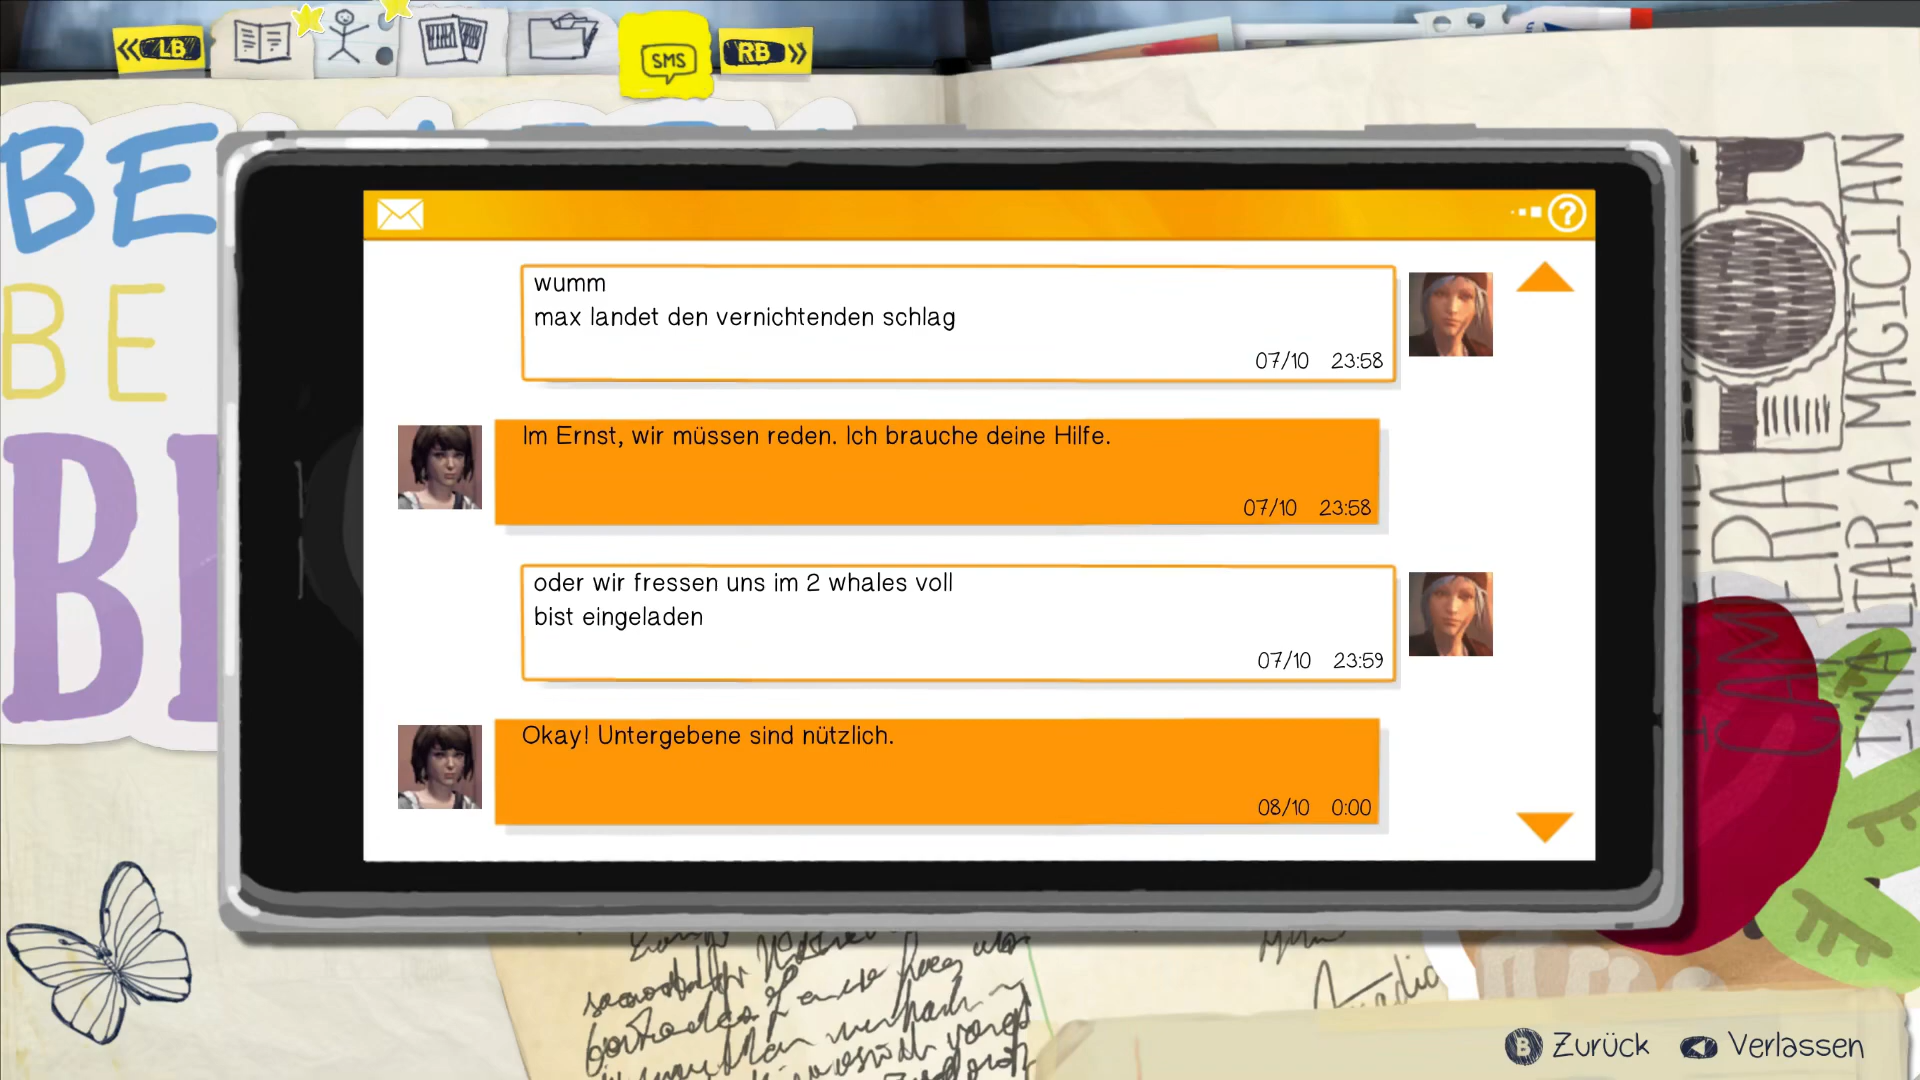 LB
SMS
RB
BE
BE
wumm
max landet den vernichtenden schlag
07/10 23:58
Im Ernst, wir müssen reden. Ich brauche deine Hilfe.
07/10 23:58
oder wir fressen uns im 2 whales voll
bist eingeladen
07/10 23:59
Okay! Untergebene sind nützlich.
08/10 0:00
CAMERA
I'M A LIAR, A MAGICIAN
B Zurück
Verlassen